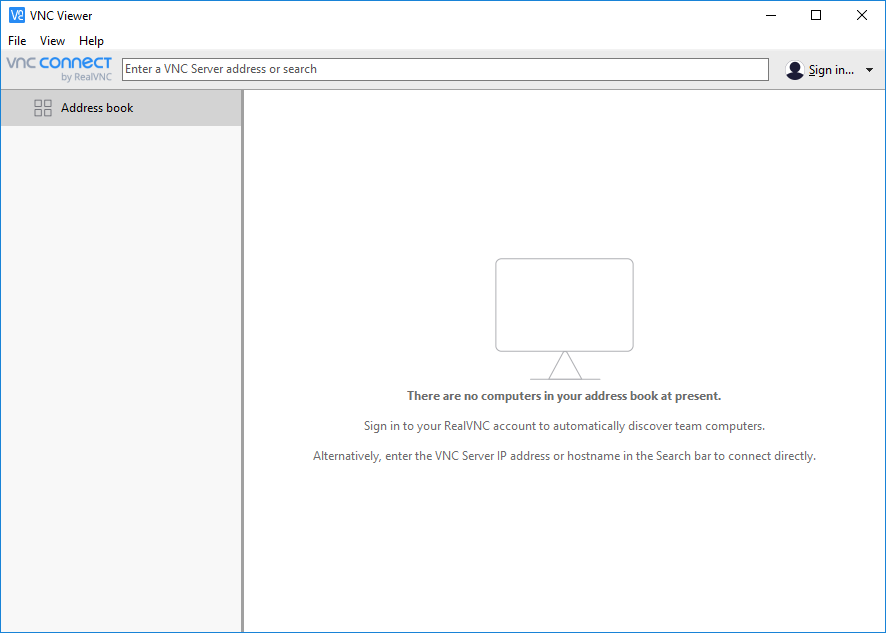 VNC Viewer
File View Help
vnc connect
by RealVNC
Enter a VNC Server address or search
Sign in...
Address book
There are no computers in your address book at present.
Sign in to your RealVNC account to automatically discover team computers.
Alternatively, enter the VNC Server IP address or hostname in the Search bar to connect directly.